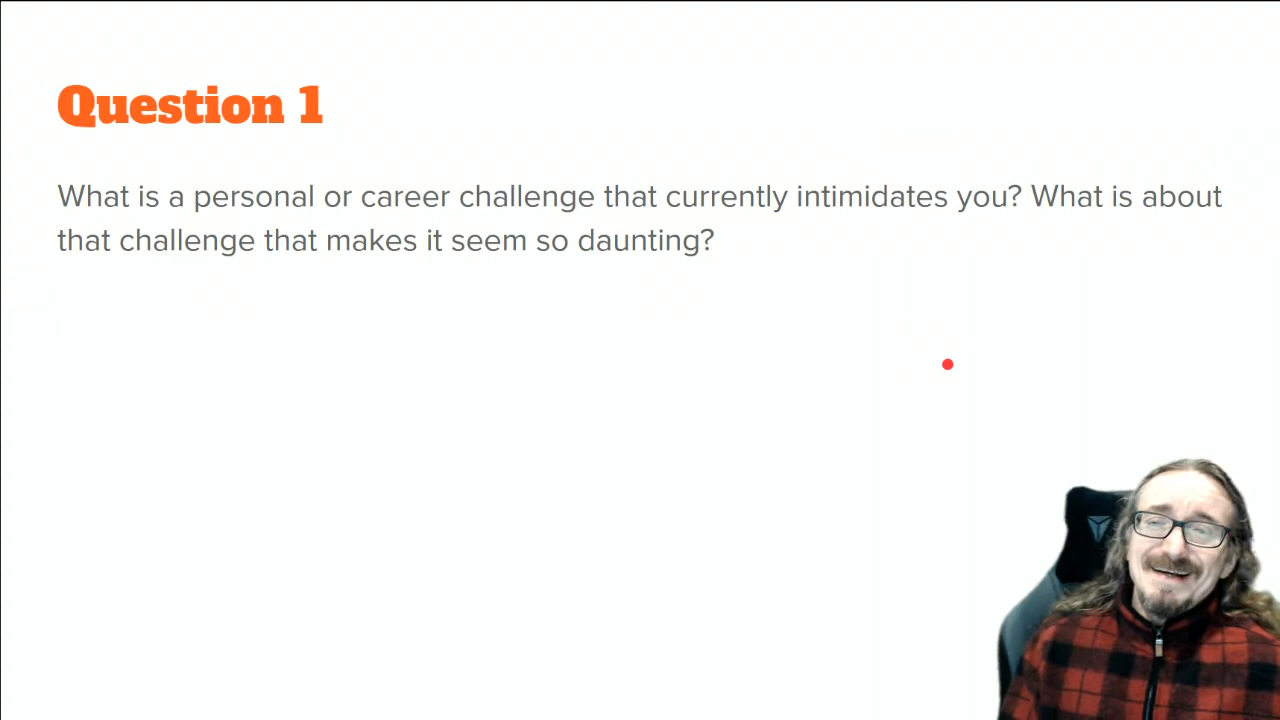 Question 1
What is a personal or career challenge that currently intimidates you? What is about
that challenge that makes it seem so daunting?